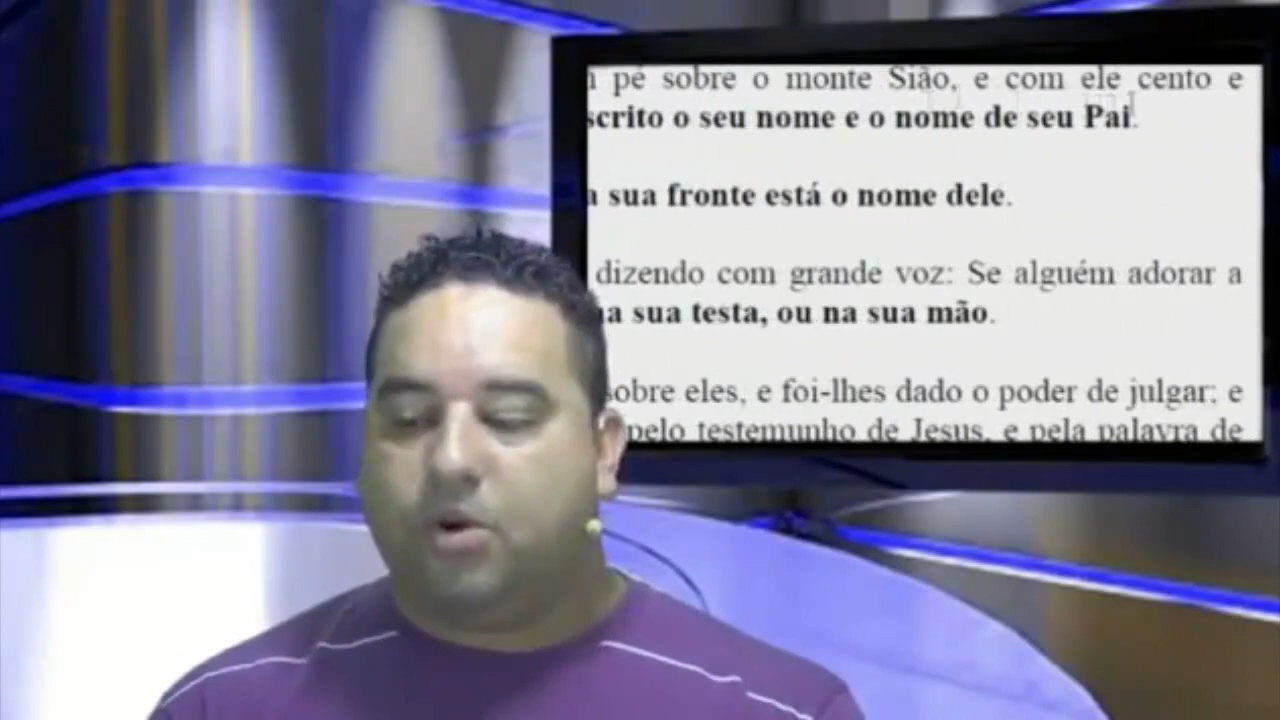 pé sobre o monte Sião, e com ele cento e
scrito o seu nome e o nome de seu Pai.
a sua fronte está o nome dele.
dizendo com grande voz: Se alguém adorar a
na sua testa, ou na sua mão.
sobre eles, e foi-lhes dado o poder de julgar; e
pelo testemunho de Jesus, e pela palavra de